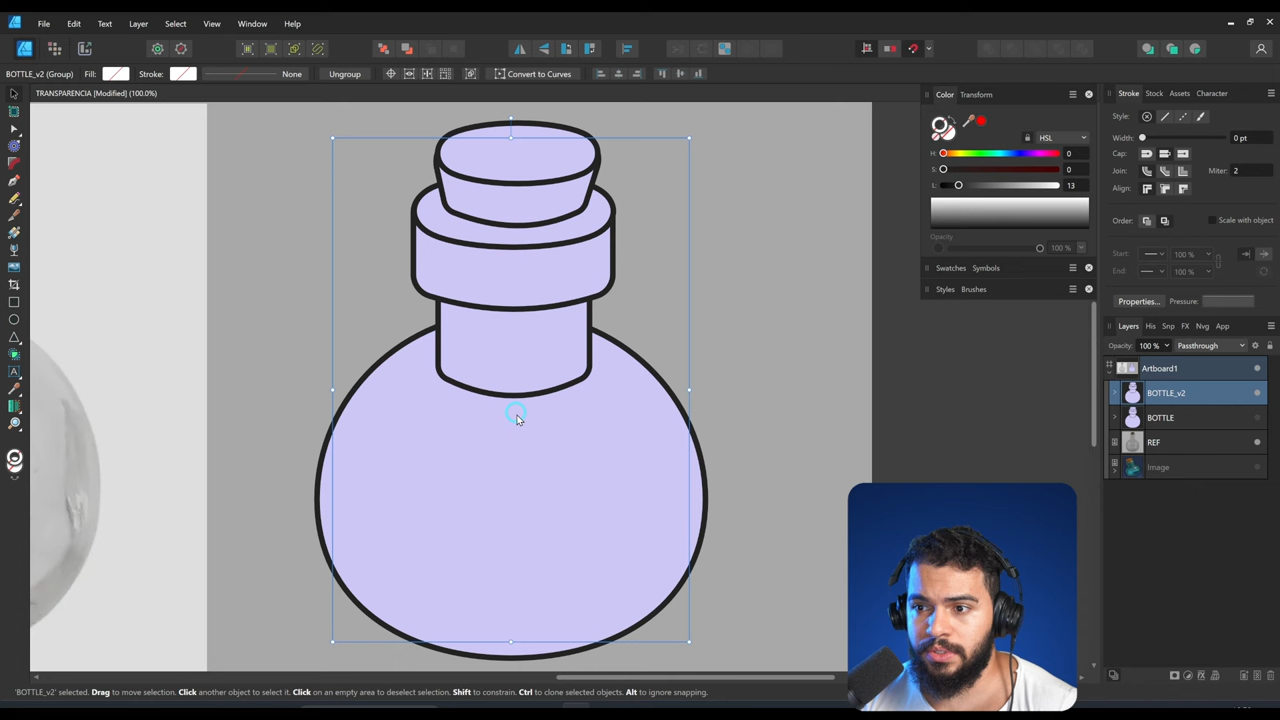 File Edit Text Layer Select View Window Help
BOTTLE_v2 (Group) Fill: Stroke: None Ungroup Convert to Curves
TRANSPARENCIA [Modified] (100.0%)
Color Transform
HSL
H: 0
S: 0
L: 13
Opacity
100 %
Swatches Symbols
Styles Brushes
Stroke Stock Assets Character
Style:
Width: 0 pt
Cap:
Join: Miter: 2
Align:
Order: Scale with object
Start: 100 %
End: 100 %
Properties... Pressure:
Layers His Snp FX Nvg App
Opacity: 100 % Passthrough
Artboard1
BOTTLE_v2
BOTTLE
REF
Image
'BOTTLE_v2' selected. Drag to move selection. Click another object to select it. Click on an empty area to deselect selection. Shift to constrain. Ctrl to clone selected objects. Alt to ignore snapping.